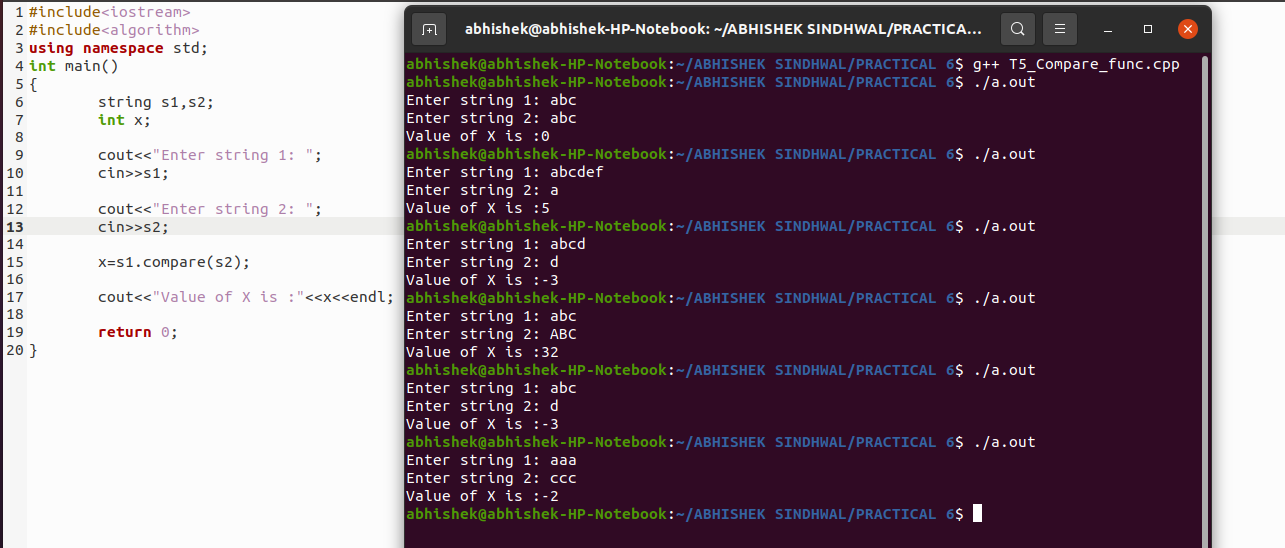 1 #include<iostream>
2 #include<algorithm>
3 using namespace std;
4 int main()
5 {
6 string s1,s2;
7 int x;
8
9 cout<<"Enter string 1: ";
10 cin>>s1;
11
12 cout<<"Enter string 2: ";
13 cin>>s2;
14
15 x=s1.compare(s2);
16
17 cout<<"Value of X is :"<<x<<endl;
18
19 return 0;
20 }
abhishek@abhishek-HP-Notebook: ~/ABHISHEK SINDHWAL/PRACTICA...
abhishek@abhishek-HP-Notebook:~/ABHISHEK SINDHWAL/PRACTICAL 6$ g++ T5_Compare_func.cpp
abhishek@abhishek-HP-Notebook:~/ABHISHEK SINDHWAL/PRACTICAL 6$ ./a.out
Enter string 1: abc
Enter string 2: abc
Value of X is :0
abhishek@abhishek-HP-Notebook:~/ABHISHEK SINDHWAL/PRACTICAL 6$ ./a.out
Enter string 1: abcdef
Enter string 2: a
Value of X is :5
abhishek@abhishek-HP-Notebook:~/ABHISHEK SINDHWAL/PRACTICAL 6$ ./a.out
Enter string 1: abcd
Enter string 2: d
Value of X is :-3
abhishek@abhishek-HP-Notebook:~/ABHISHEK SINDHWAL/PRACTICAL 6$ ./a.out
Enter string 1: abc
Enter string 2: ABC
Value of X is :32
abhishek@abhishek-HP-Notebook:~/ABHISHEK SINDHWAL/PRACTICAL 6$ ./a.out
Enter string 1: abc
Enter string 2: d
Value of X is :-3
abhishek@abhishek-HP-Notebook:~/ABHISHEK SINDHWAL/PRACTICAL 6$ ./a.out
Enter string 1: aaa
Enter string 2: ccc
Value of X is :-2
abhishek@abhishek-HP-Notebook:~/ABHISHEK SINDHWAL/PRACTICAL 6$